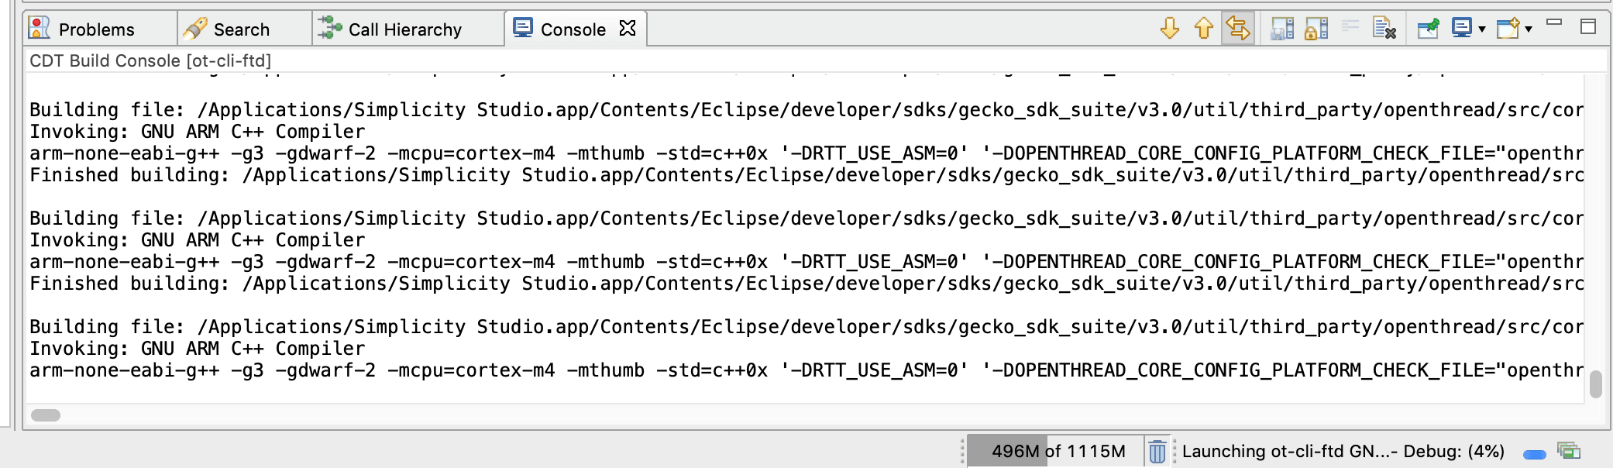 Problems Search Call Hierarchy Console
CDT Build Console [ot-cli-ftd]
Building file: /Applications/Simplicity Studio.app/Contents/Eclipse/developer/sdks/gecko_sdk_suite/v3.0/util/third_party/openthread/src/cor
Invoking: GNU ARM C++ Compiler
arm-none-eabi-g++ -g3 -gdwarf-2 -mcpu=cortex-m4 -mthumb -std=c++0x '-DRTT_USE_ASM=0' '-DOPENTHREAD_CORE_CONFIG_PLATFORM_CHECK_FILE="openthr
Finished building: /Applications/Simplicity Studio.app/Contents/Eclipse/developer/sdks/gecko_sdk_suite/v3.0/util/third_party/openthread/src
Building file: /Applications/Simplicity Studio.app/Contents/Eclipse/developer/sdks/gecko_sdk_suite/v3.0/util/third_party/openthread/src/cor
Invoking: GNU ARM C++ Compiler
arm-none-eabi-g++ -g3 -gdwarf-2 -mcpu=cortex-m4 -mthumb -std=c++0x '-DRTT_USE_ASM=0' '-DOPENTHREAD_CORE_CONFIG_PLATFORM_CHECK_FILE="openthr
Finished building: /Applications/Simplicity Studio.app/Contents/Eclipse/developer/sdks/gecko_sdk_suite/v3.0/util/third_party/openthread/src
Building file: /Applications/Simplicity Studio.app/Contents/Eclipse/developer/sdks/gecko_sdk_suite/v3.0/util/third_party/openthread/src/cor
Invoking: GNU ARM C++ Compiler
arm-none-eabi-g++ -g3 -gdwarf-2 -mcpu=cortex-m4 -mthumb -std=c++0x '-DRTT_USE_ASM=0' '-DOPENTHREAD_CORE_CONFIG_PLATFORM_CHECK_FILE="openthr
496M of 1115M Launching ot-cli-ftd GN...- Debug: (4%)